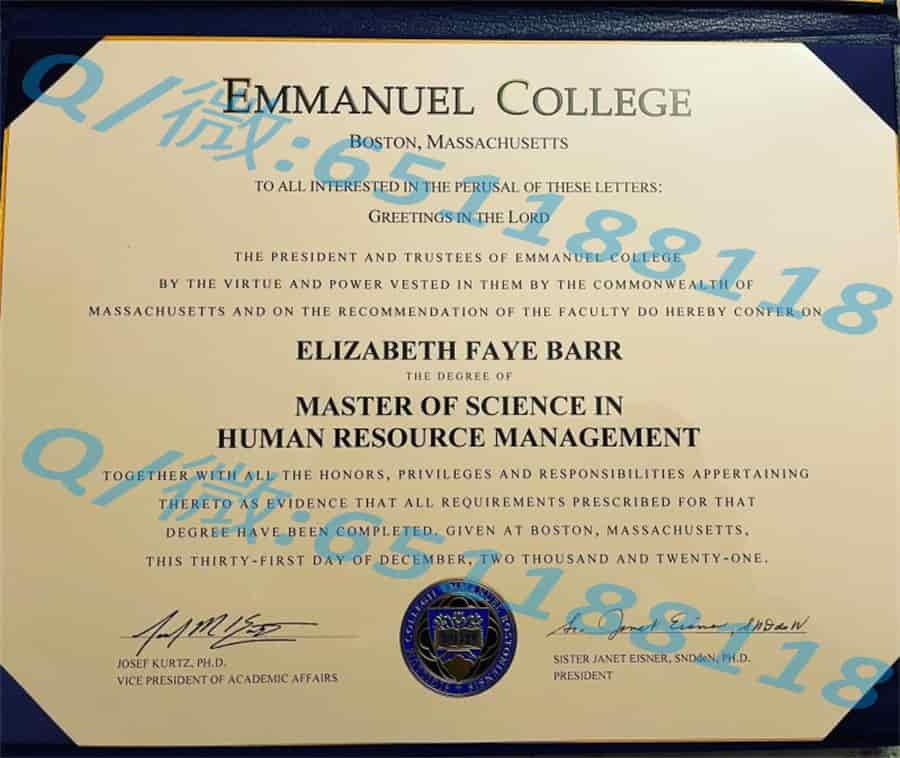 EMMANUEL COLLEGE
BOSTON, MASSACHUSETTS
TO ALL INTERESTED IN THE PERUSAL OF THESE LETTERS:
GREETINGS IN THE LORD
THE PRESIDENT AND TRUSTEES OF EMMANUEL COLLEGE
BY THE VIRTUE AND POWER VESTED IN THEM BY THE COMMONWEALTH OF
MASSACHUSETTS AND ON THE RECOMMENDATION OF THE FACULTY DO HEREBY CONFER ON
ELIZABETH FAYE BARR
THE DEGREE OF
MASTER OF SCIENCE IN
HUMAN RESOURCE MANAGEMENT
TOGETHER WITH ALL THE HONORS, PRIVILEGES AND RESPONSIBILITIES APPERTAINING
THERETO AS EVIDENCE THAT ALL REQUIREMENTS PRESCRIBED FOR THAT
DEGREE HAVE BEEN COMPLETED. GIVEN AT BOSTON, MASSACHUSETTS,
THIS THIRTY-FIRST DAY OF DECEMBER, TWO THOUSAND AND TWENTY-ONE.
Sr. Janet Eisner, SNDdeN
JOSEF KURTZ, PH.D.
VICE PRESIDENT OF ACADEMIC AFFAIRS
SISTER JANET EISNER, SNDdeN, PH.D.
PRESIDENT
Q/微:651188118
Q/微:651188118